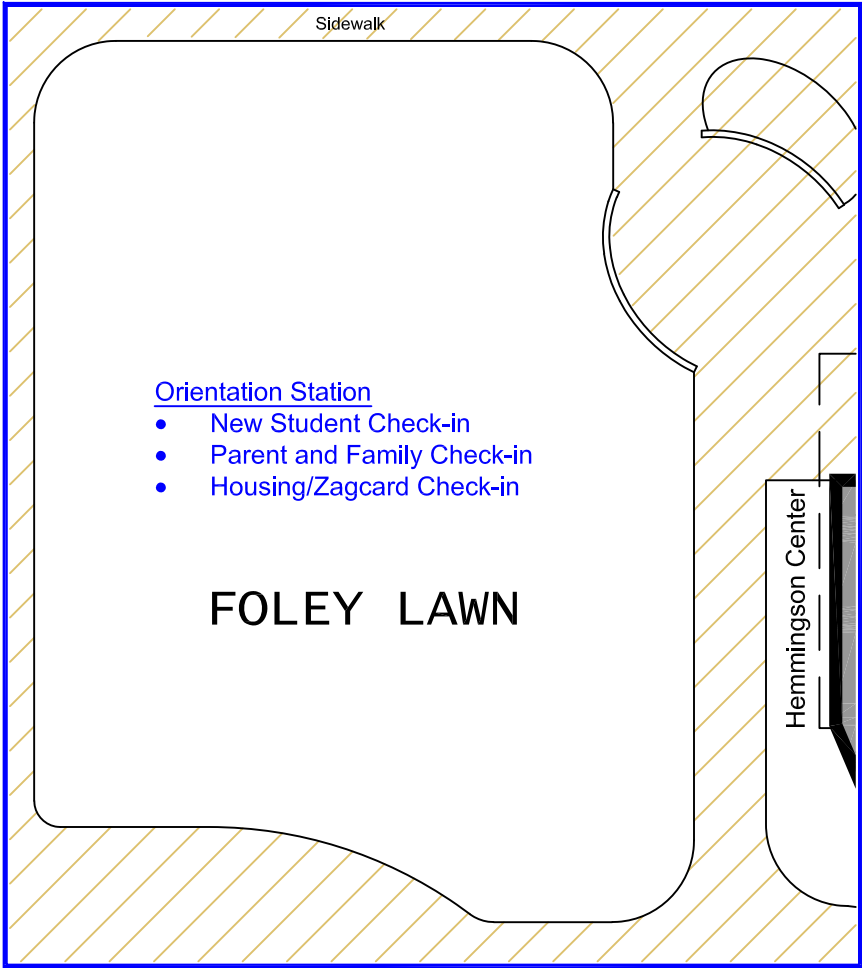 Sidewalk
Orientation Station
• New Student Check-in
• Parent and Family Check-in
• Housing/Zagcard Check-in
FOLEY LAWN
Hemmingson Center